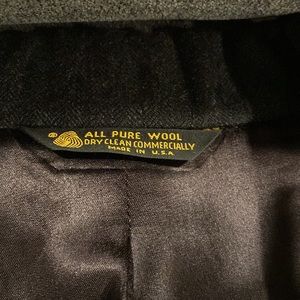 ® ALL PURE WOOL
DRY CLEAN COMMERCIALLY
MADE IN U.S.A